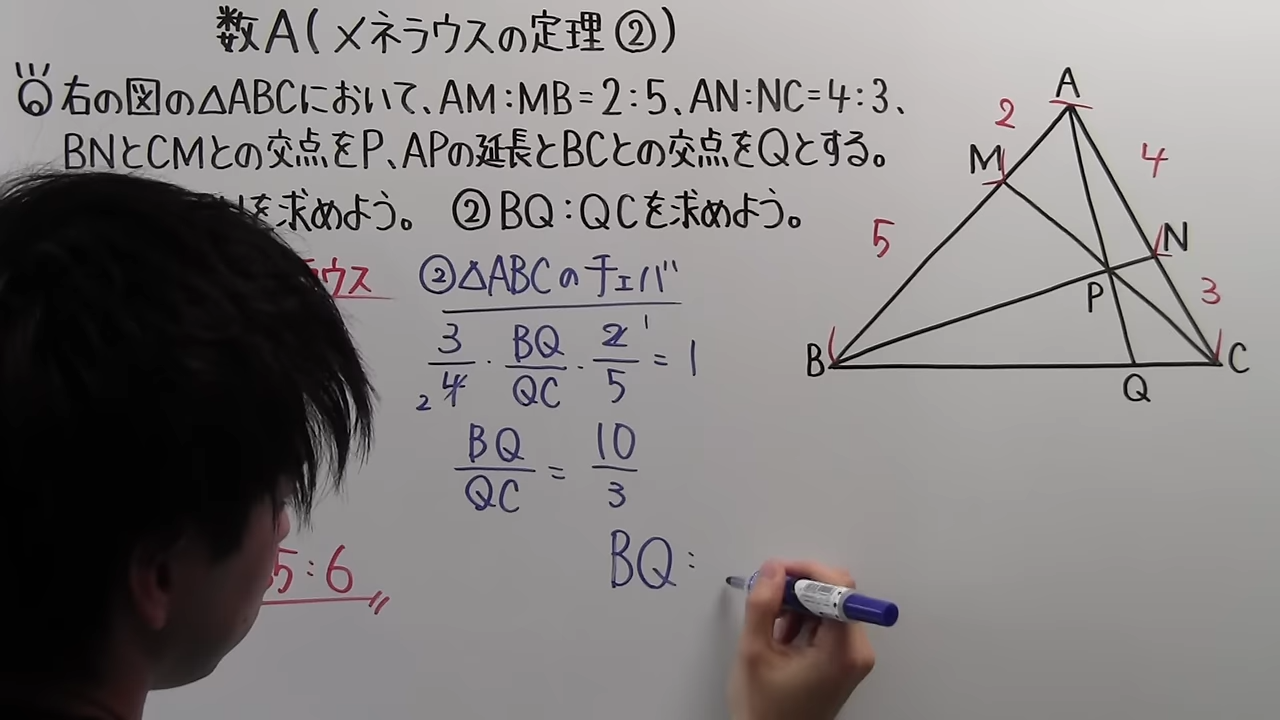 数A(メネラウスの定理②)
右の図の△ABCにおいて、AM:MB=2:5、AN:NC=4:3、
BNとCMとの交点をP、APの延長とBCとの交点をQとする。
を求めよう。 ②BQ:QCを求めよう。
ラウス
②△ABCのチェバ
3/4 2 · BQ/QC · 2/5 1 = 1
BQ/QC = 10/3
BQ:
5:6
A
2
M
4
5
N
P
3
B
C
Q